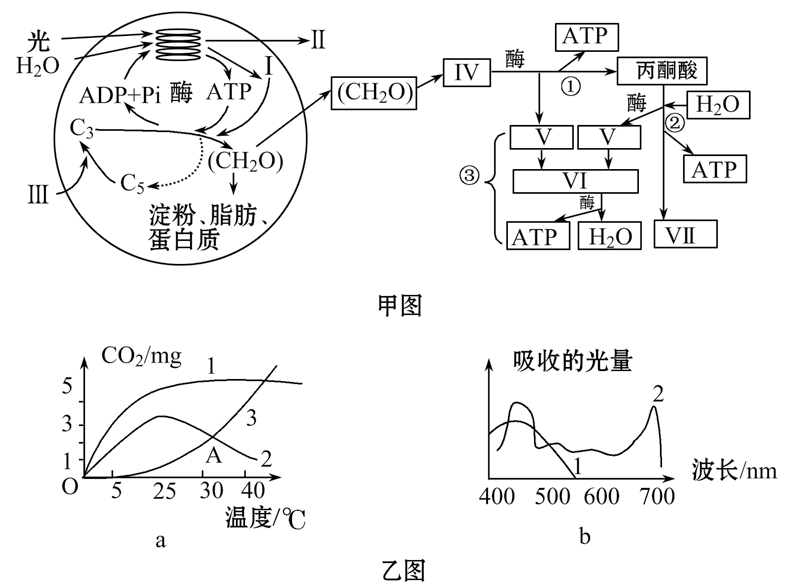 光
H₂O
Ⅰ
Ⅱ
ADP+Pi 酶 ATP
C₃
C₅
Ⅲ
(CH₂O)
淀粉、脂肪、
蛋白质
(CH₂O)
Ⅳ
酶
ATP
①
丙酮酸
酶
H₂O
②
Ⅴ
Ⅴ
③
Ⅵ
ATP
酶
ATP
H₂O
Ⅶ
甲图
CO₂/mg
5
3
1
O
1
3
A
2
5 25 30 40
温度/℃
a
吸收的光量
2
1
400 500 600 700
波长/nm
b
乙图